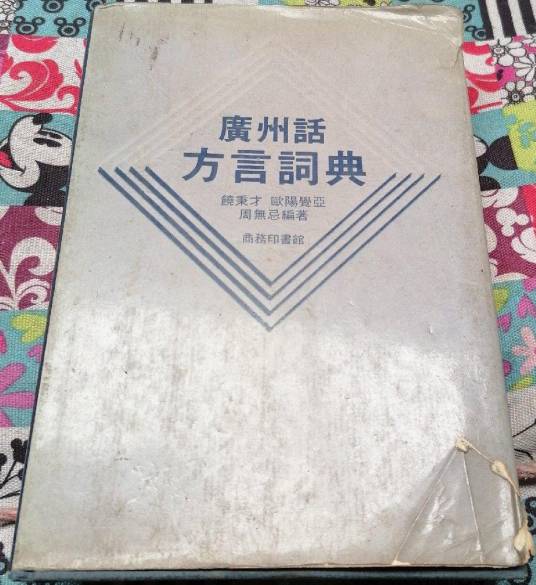 廣州話
方言詞典
饒秉才 歐陽覺亞
周無忌編著
商務印書館